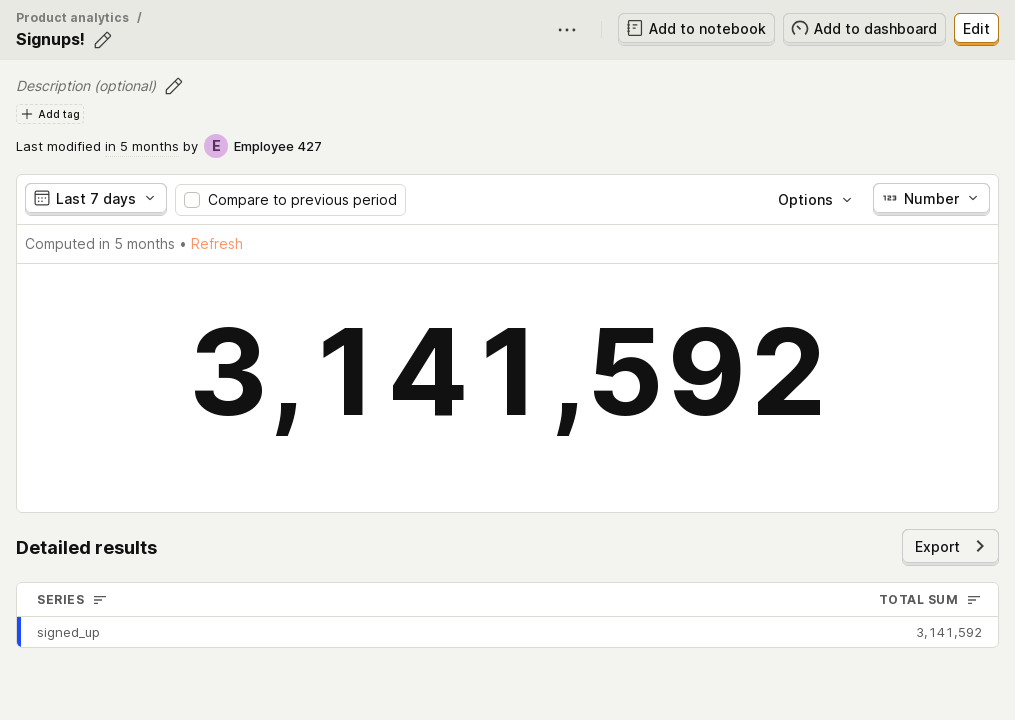 Product analytics /
Signups!
Add to notebook
Add to dashboard
Edit
Description (optional)
Add tag
Last modified in 5 months by E Employee 427
Last 7 days
Compare to previous period
Options
123 Number
Computed in 5 months • Refresh
3,141,592
Detailed results
Export
SERIES
TOTAL SUM
signed_up
3,141,592